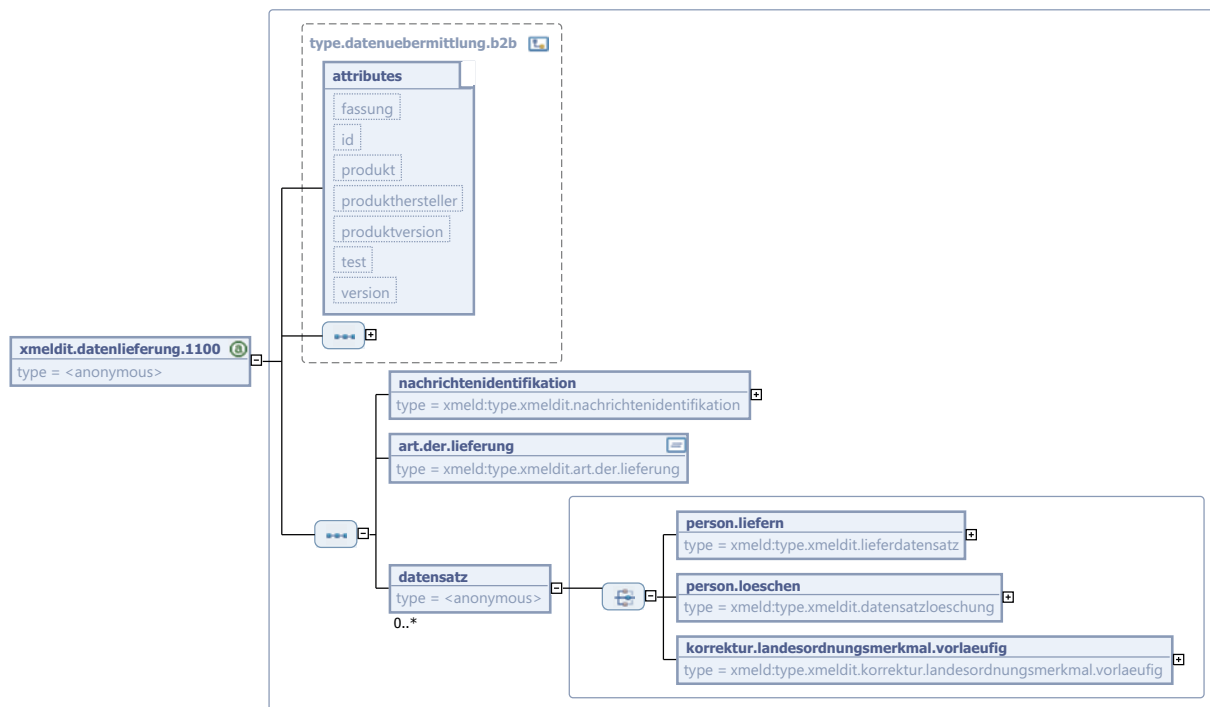 type.datenuebermittlung.b2b
attributes
fassung
id
produkt
produkthersteller
produktversion
test
version
xmeldit.datenlieferung.1100 a
type = <anonymous>
nachrichtenidentifikation
type = xmeld:type.xmeldit.nachrichtenidentifikation
art.der.lieferung
type = xmeld:type.xmeldit.art.der.lieferung
person.liefern
type = xmeld:type.xmeldit.lieferdatensatz
datensatz
type = <anonymous>
0..*
person.loeschen
type = xmeld:type.xmeldit.datensatzloeschung
korrektur.landesordnungsmerkmal.vorlaeufig
type = xmeld:type.xmeldit.korrektur.landesordnungsmerkmal.vorlaeufig